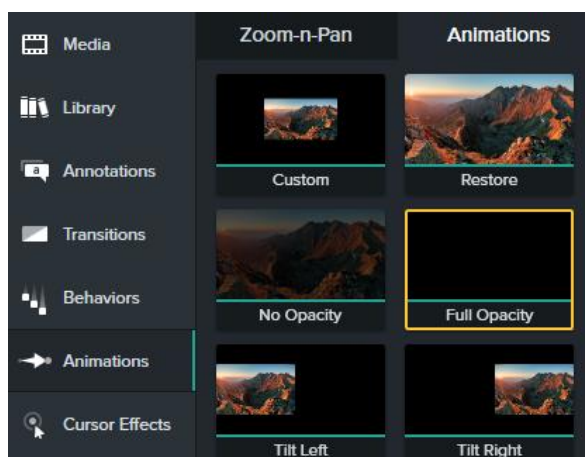 Media
Library
a
Annotations
Transitions
Behaviors
Animations
Cursor Effects
Zoom-n-Pan
Animations
Custom
Restore
No Opacity
Full Opacity
Tilt Left
Tilt Right